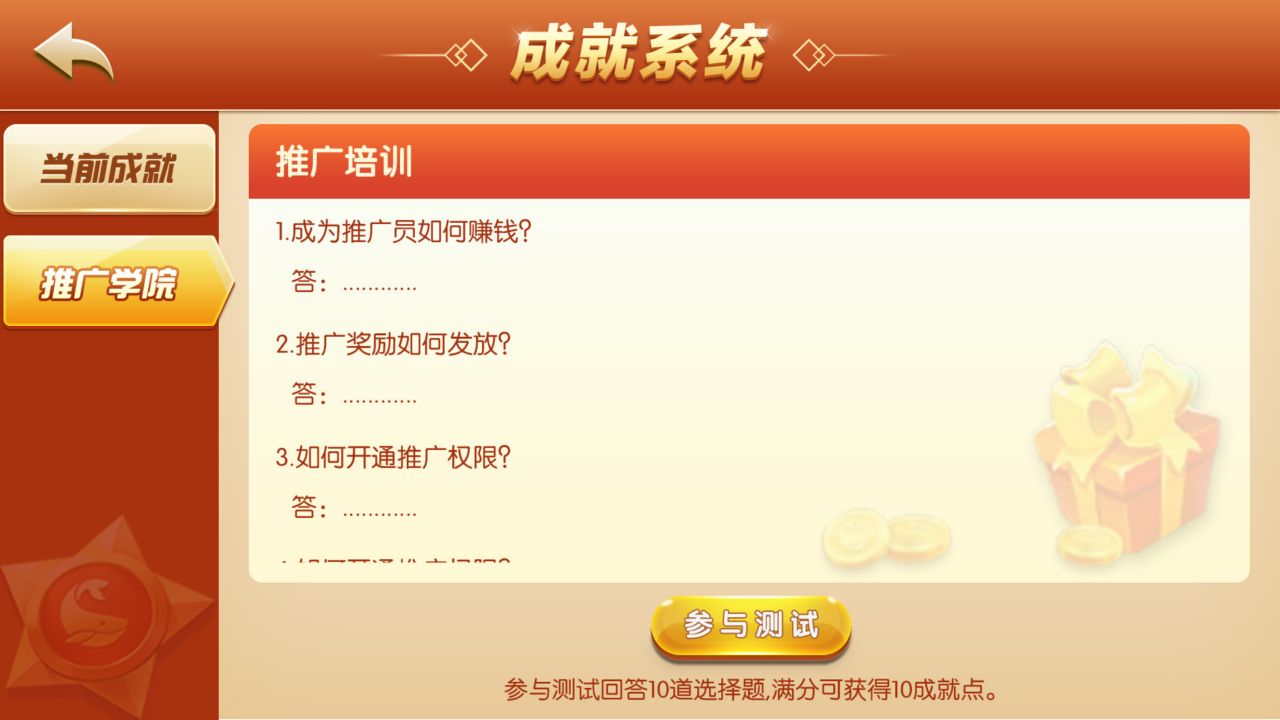 成就系统
当前成就
推广学院
推广培训
1.成为推广员如何赚钱?
答：............
2.推广奖励如何发放?
答：............
3.如何开通推广权限?
答：............
参与测试
参与测试回答10道选择题,满分可获得10成就点。